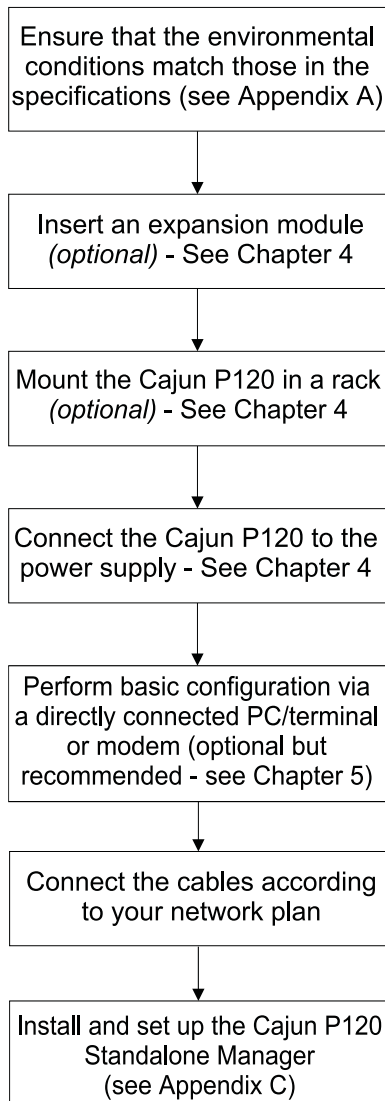 Ensure that the environmental
conditions match those in the
specifications (see Appendix A)
Insert an expansion module
(optional) - See Chapter 4
Mount the Cajun P120 in a rack
(optional) - See Chapter 4
Connect the Cajun P120 to the
power supply - See Chapter 4
Perform basic configuration via
a directly connected PC/terminal
or modem (optional but
recommended - see Chapter 5)
Connect the cables according
to your network plan
Install and set up the Cajun P120
Standalone Manager
(see Appendix C)